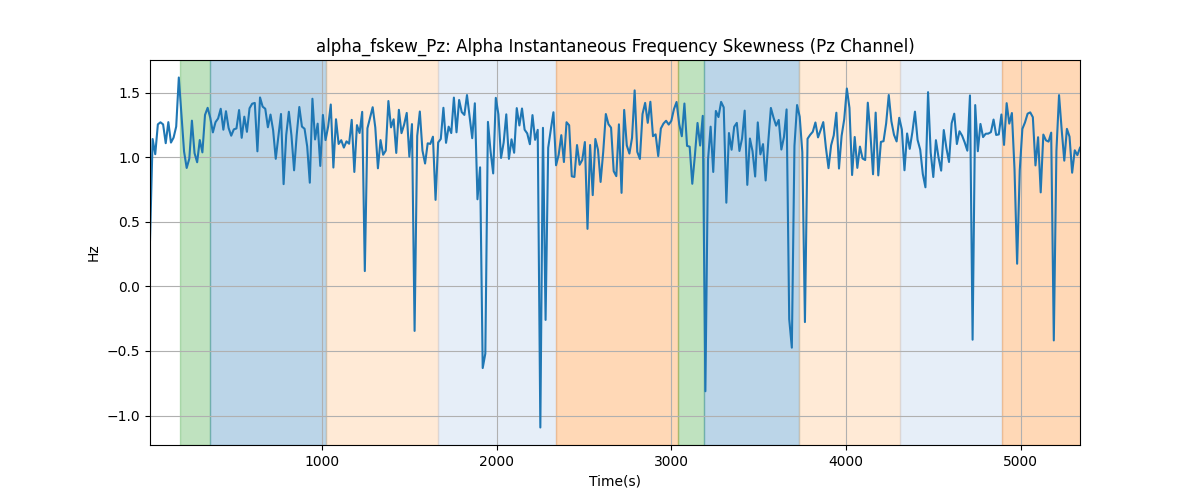 alpha_fskew_Pz: Alpha Instantaneous Frequency Skewness (Pz Channel)
1.5
1.0
0.5
0.0
−0.5
−1.0
Hz
1000 2000 3000 4000 5000
Time(s)